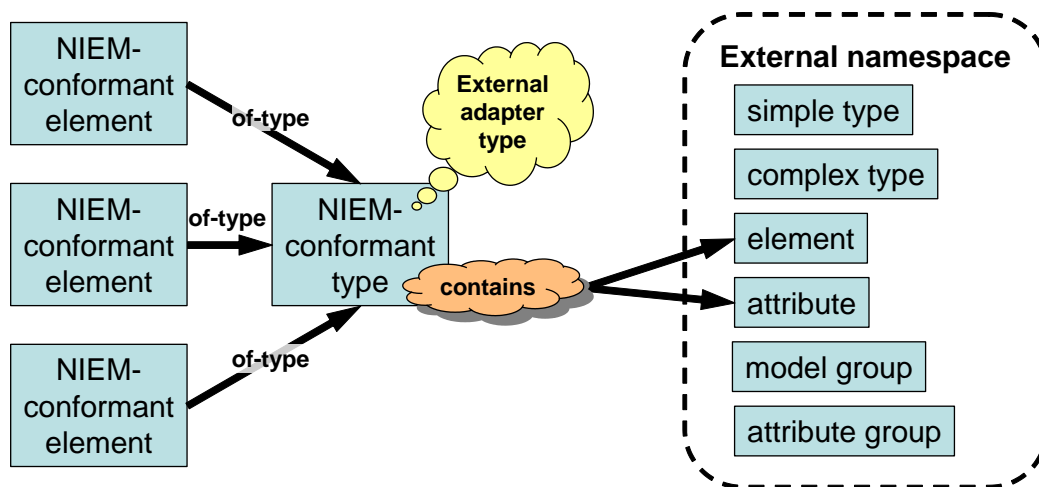 NIEM-
conformant
element
of-type
NIEM-
conformant
element
of-type
NIEM-
conformant
element
of-type
External
adapter
type
NIEM-
conformant
type
contains
External namespace
simple type
complex type
element
attribute
model group
attribute group